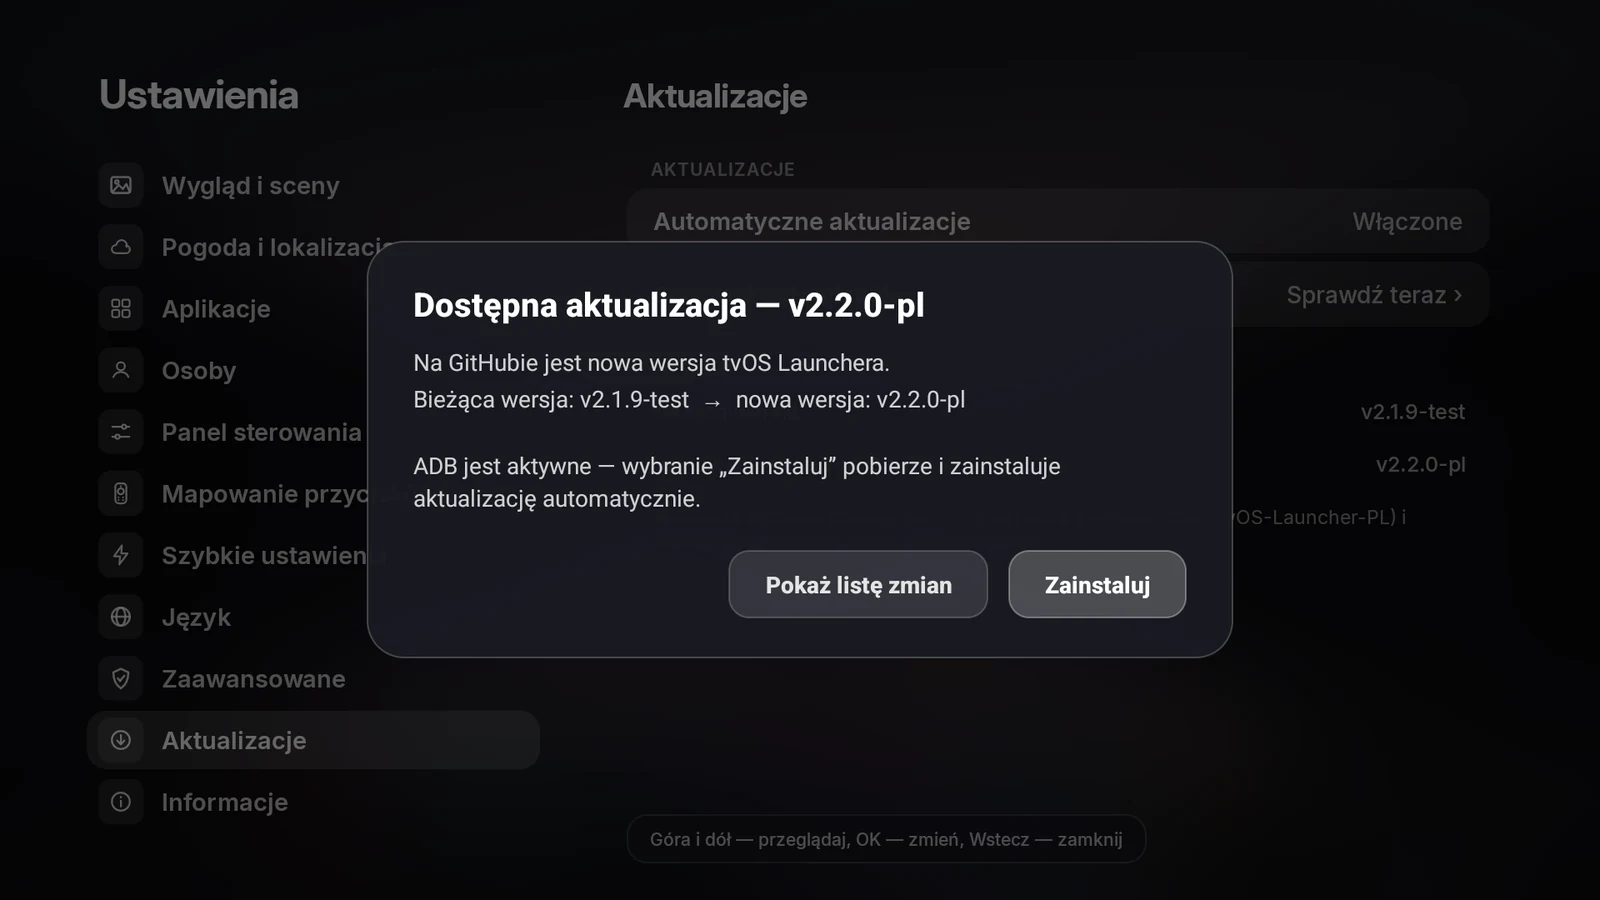 Ustawienia
Wygląd i sceny
Pogoda i lokalizacja
Aplikacje
Osoby
Panel sterowania
Mapowanie
Szybkie
Język
Zaawansowane
Aktualizacje
Informacje
Aktualizacje
AKTUALIZACJE
Automatyczne aktualizacje
Włączone
Sprawdź teraz ›
v2.1.9-test
v2.2.0-pl
OS-Launcher-PL) i
Dostępna aktualizacja — v2.2.0-pl
Na GitHubie jest nowa wersja tvOS Launchera.
Bieżąca wersja: v2.1.9-test → nowa wersja: v2.2.0-pl
ADB jest aktywne — wybranie „Zainstaluj” pobierze i zainstaluje
aktualizację automatycznie.
Pokaż listę zmian
Zainstaluj
Góra i dół — przeglądaj, OK — zmień, Wstecz — zamknij